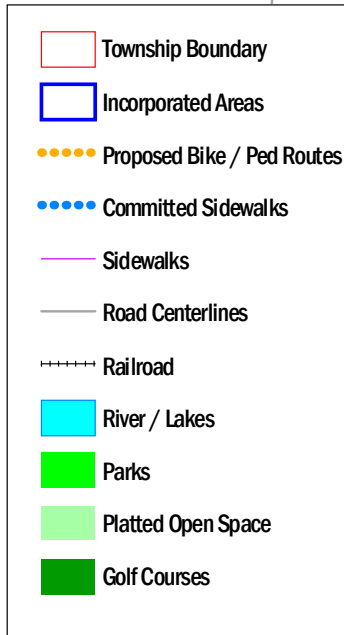 Township Boundary
Incorporated Areas
Proposed Bike / Ped Routes
Committed Sidewalks
Sidewalks
Road Centerlines
Railroad
River / Lakes
Parks
Platted Open Space
Golf Courses